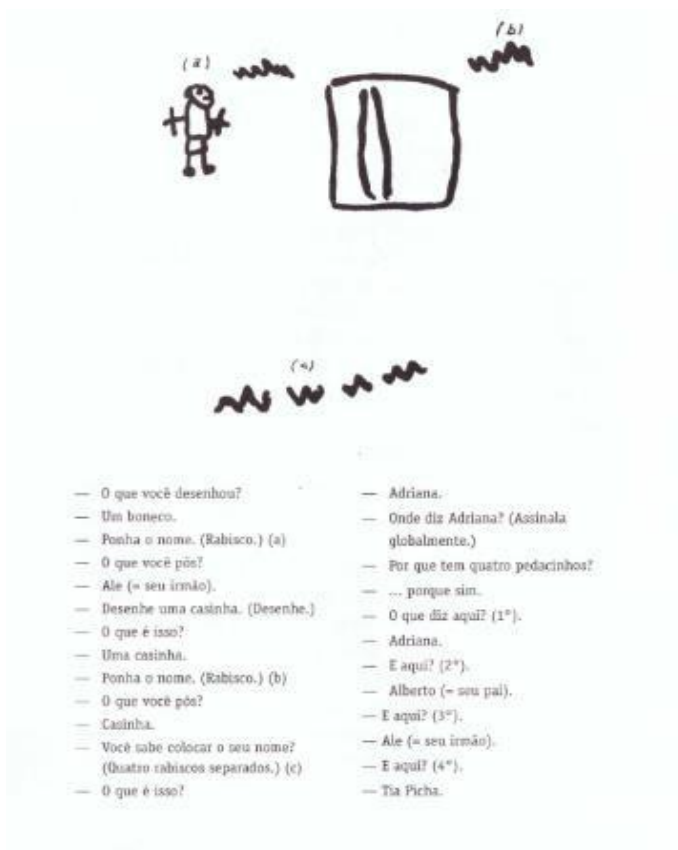 (a)
(b)
(c)
— O que você desenhou?
— Um boneco.
— Ponha o nome. (Rabisco.) (a)
— O que você pôs?
— Ale (= seu irmão).
— Desenhe uma casinha. (Desenhe.)
— O que é isso?
— Uma casinha.
— Ponha o nome. (Rabisco.) (b)
— O que você pôs?
— Casinha.
— Você sabe colocar o seu nome?
(Quatro rabiscos separados.) (c)
— O que é isso?
— Adriana.
— Onde diz Adriana? (Assinala
globalmente.)
— Por que tem quatro pedacinhos?
— ... porque sim.
— O que diz aqui? (1º).
— Adriana.
— E aqui? (2º).
— Alberto (= seu pai).
— E aqui? (3º).
— Ale (= seu irmão).
— E aqui? (4º).
— Tia Picha.